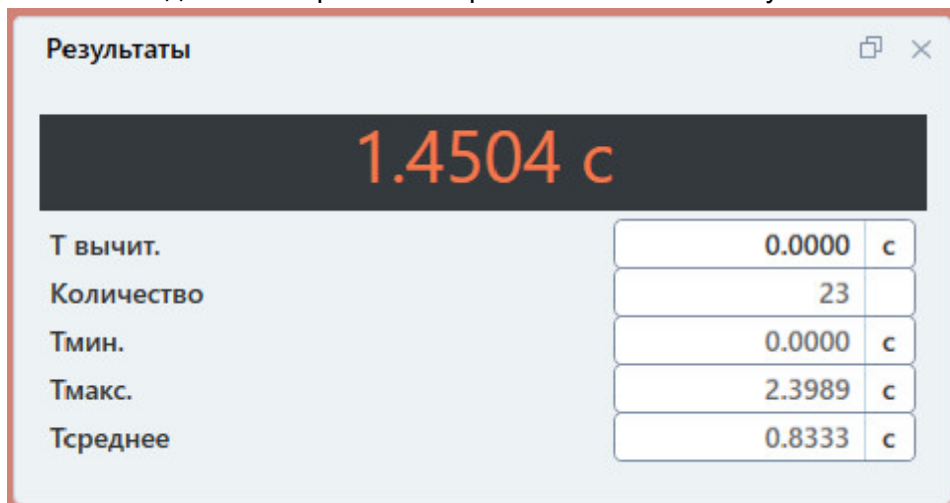 Результаты
1.4504 с
Т вычит. 0.0000 с
Количество 23
Тмин. 0.0000 с
Тмакс. 2.3989 с
Тсреднее 0.8333 с